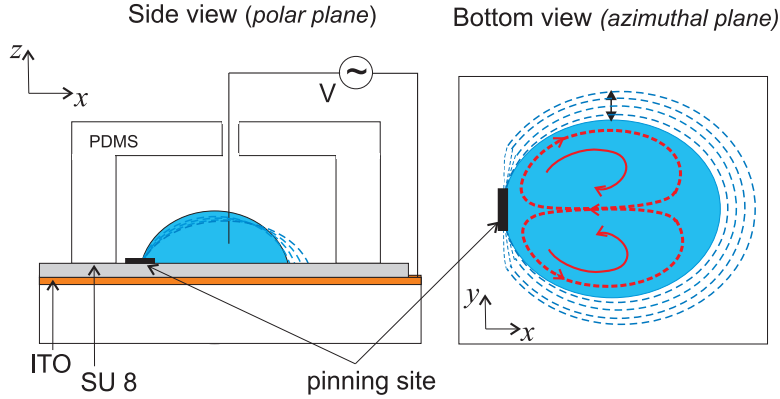 Side view (polar plane)
Bottom view (azimuthal plane)
z
x
V
~
PDMS
y
x
ITO
SU 8
pinning site